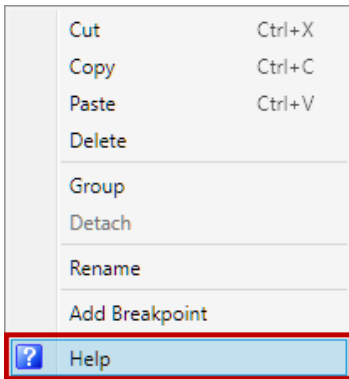 Cut Ctrl+X
Copy Ctrl+C
Paste Ctrl+V
Delete
Group
Detach
Rename
Add Breakpoint
? Help